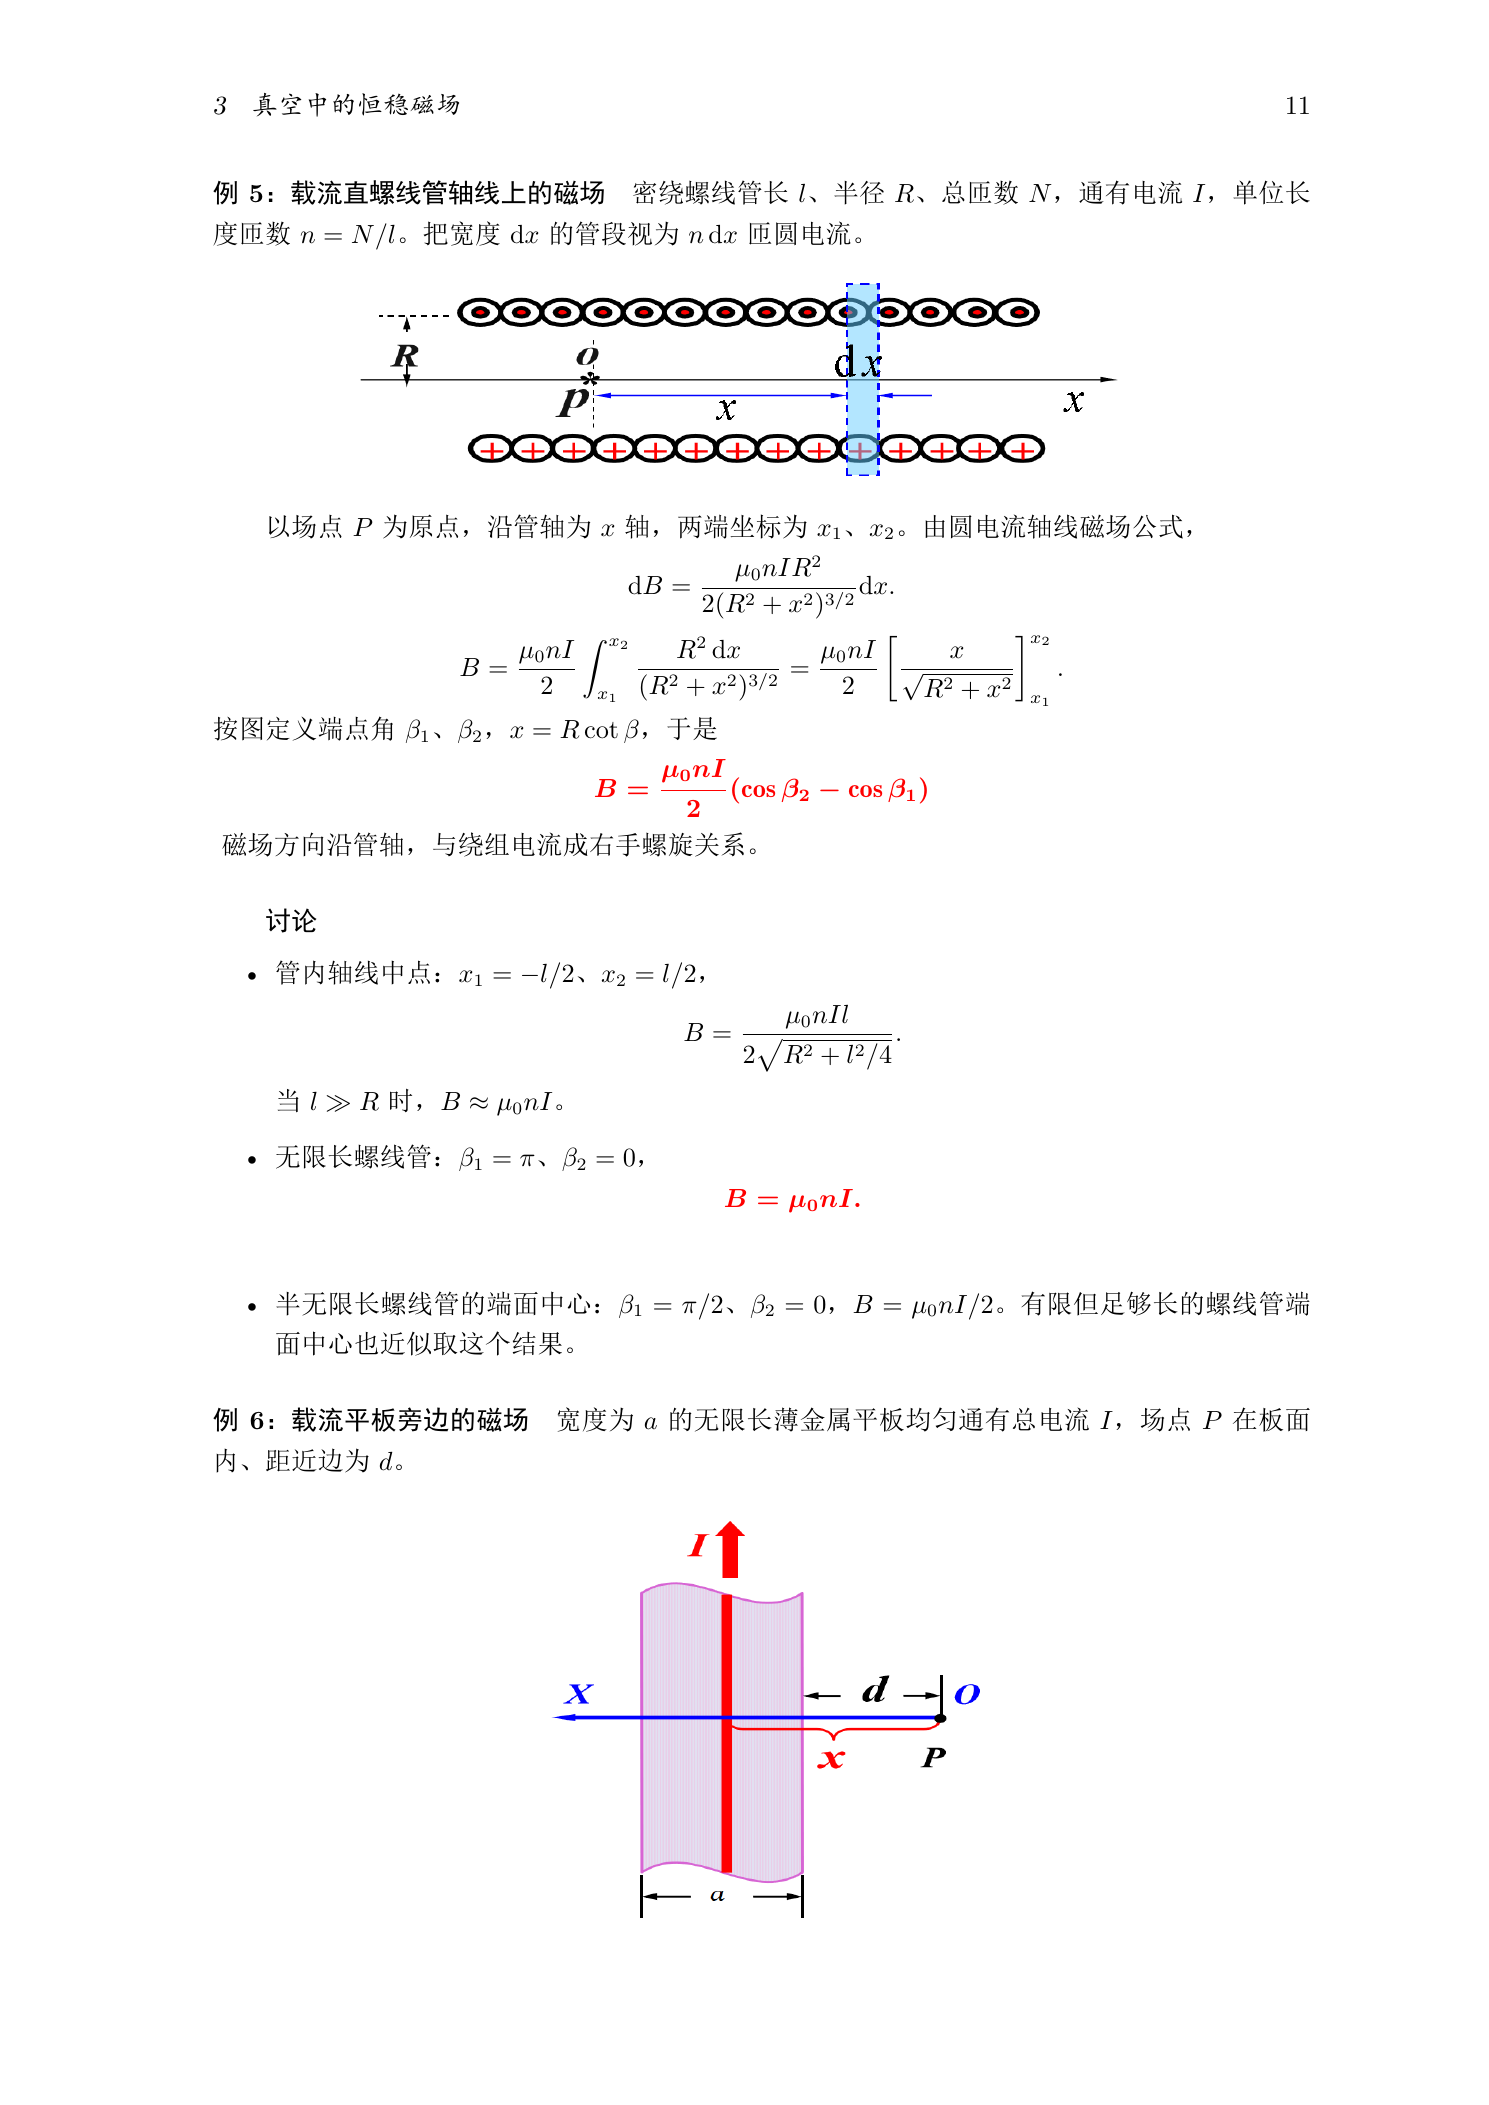 3 真空中的恒稳磁场 11
例 5：载流直螺线管轴线上的磁场 密绕螺线管长 l、半径 R、总匝数 N，通有电流 I，单位长
度匝数 n = N/l。把宽度 dx 的管段视为 n dx 匝圆电流。
R
o
p
x
dx
x
以场点 P 为原点，沿管轴为 x 轴，两端坐标为 x₁、x₂。由圆电流轴线磁场公式，
dB = \frac{μ₀nIR²}{2(R² + x²)^{3/2}}dx.
B = \frac{μ₀nI}{2} \int_{x₁}^{x₂} \frac{R² dx}{(R² + x²)^{3/2}} = \frac{μ₀nI}{2} \left[\frac{x}{\sqrt{R² + x²}}\right]_{x₁}^{x₂}.
按图定义端点角 β₁、β₂，x = R cot β，于是
B = \frac{μ₀nI}{2}(cos β₂ − cos β₁)
磁场方向沿管轴，与绕组电流成右手螺旋关系。
讨论
• 管内轴线中点：x₁ = −l/2、x₂ = l/2，
B = \frac{μ₀nIl}{2\sqrt{R² + l²/4}}.
当 l ≫ R 时，B ≈ μ₀nI。
• 无限长螺线管：β₁ = π、β₂ = 0，
B = μ₀nI.
• 半无限长螺线管的端面中心：β₁ = π/2、β₂ = 0，B = μ₀nI/2。有限但足够长的螺线管端
面中心也近似取这个结果。
例 6：载流平板旁边的磁场 宽度为 a 的无限长薄金属平板均匀通有总电流 I，场点 P 在板面
内、距近边为 d。
I
X
d
O
x
P
a